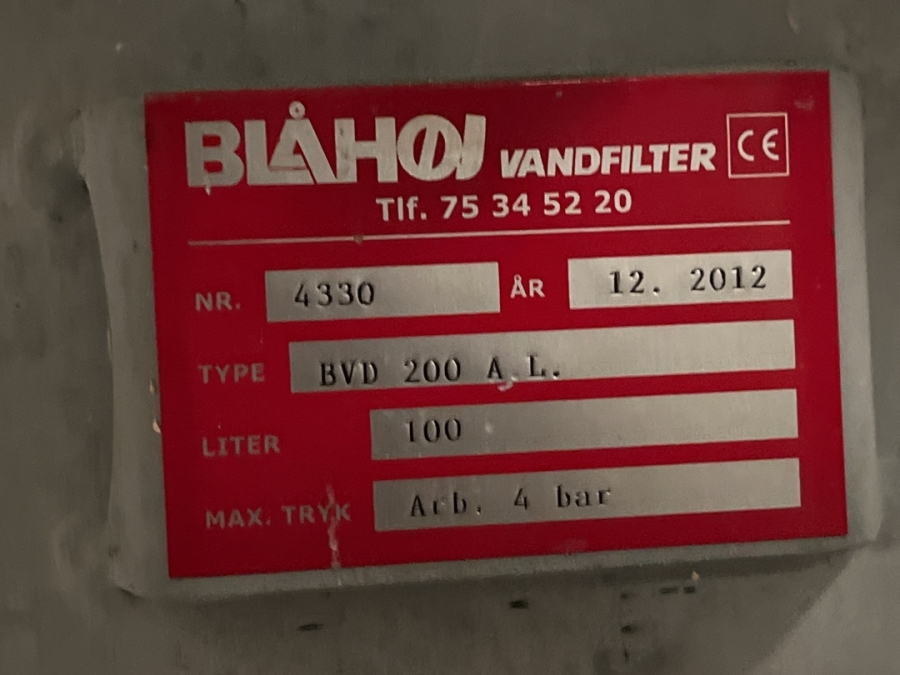 BLÅHØJ VANDFILTER CE
Tlf. 75 34 52 20
NR. 4330 ÅR 12. 2012
TYPE BVD 200 A.L.
LITER 100
MAX. TRYK Arb. 4 bar